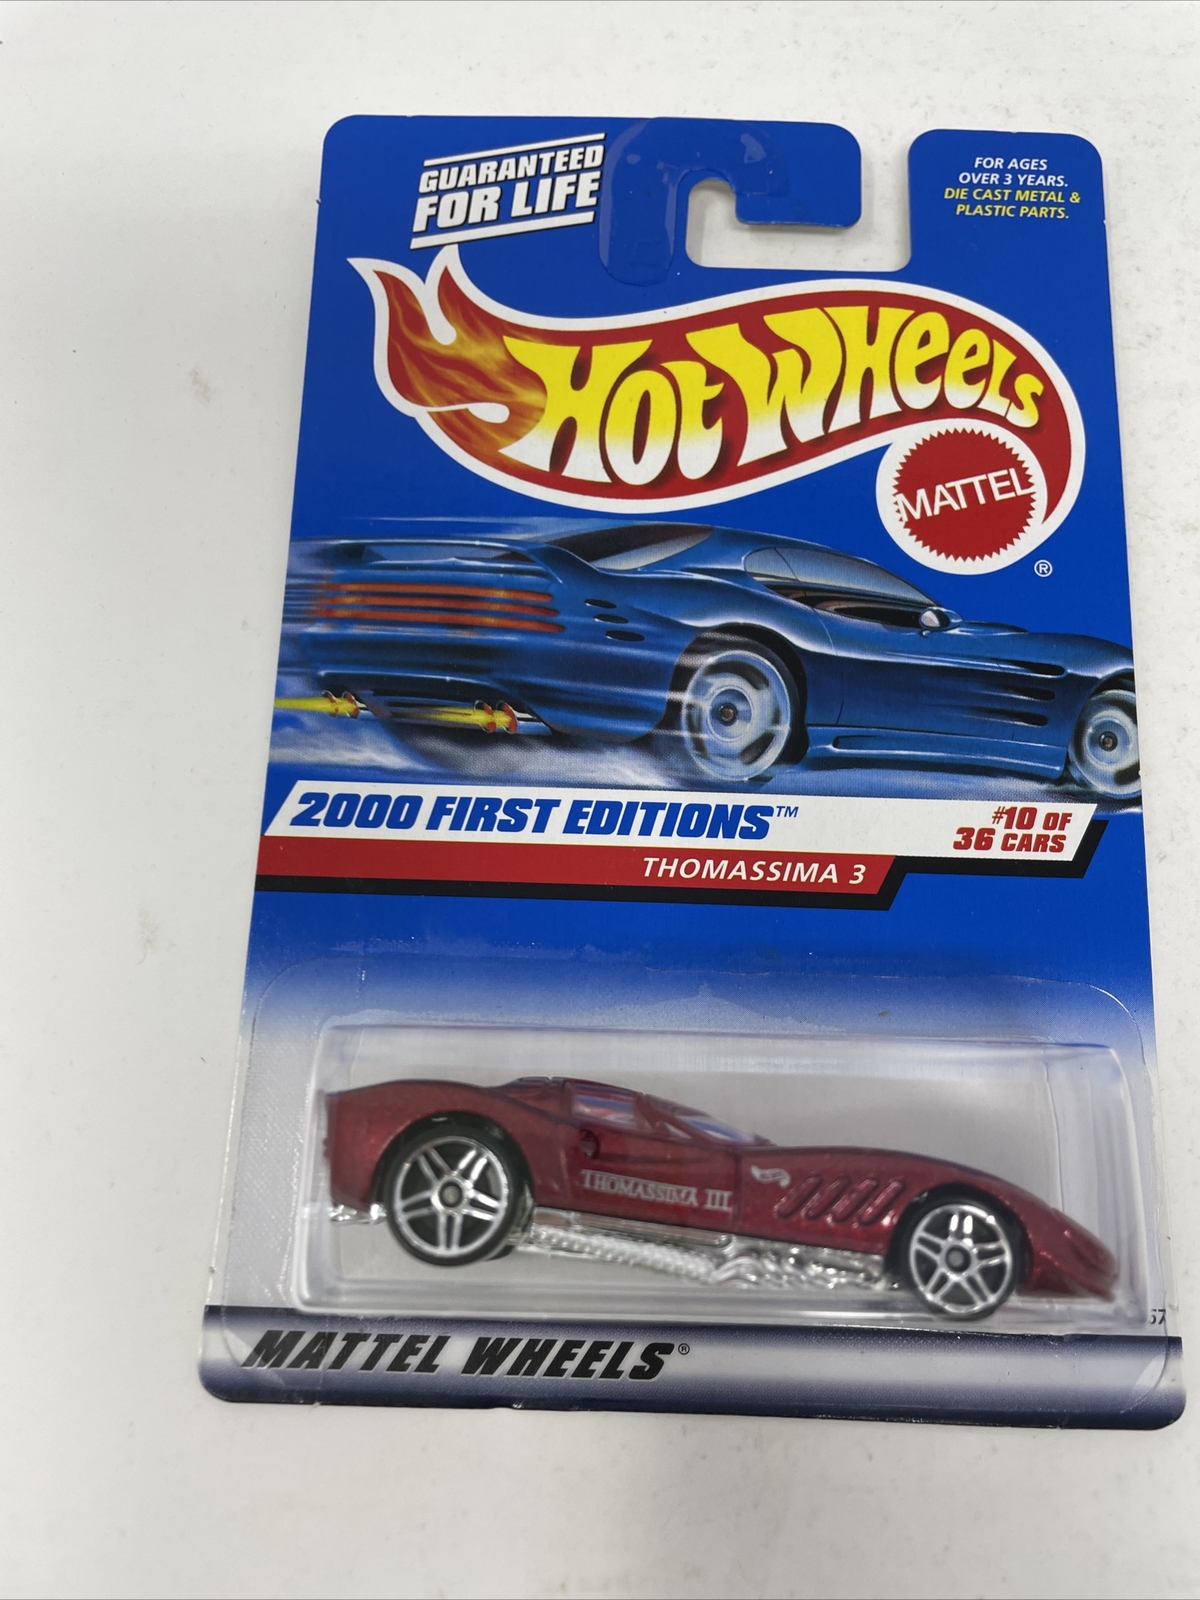 GUARANTEED
FOR LIFE
FOR AGES
OVER 3 YEARS.
DIE CAST METAL &
PLASTIC PARTS.
HOT WHEELS
MATTEL
®
2000 FIRST EDITIONS™
#10 OF
36 CARS
THOMASSIMA 3
THOMASSIMA III
MATTEL WHEELS®